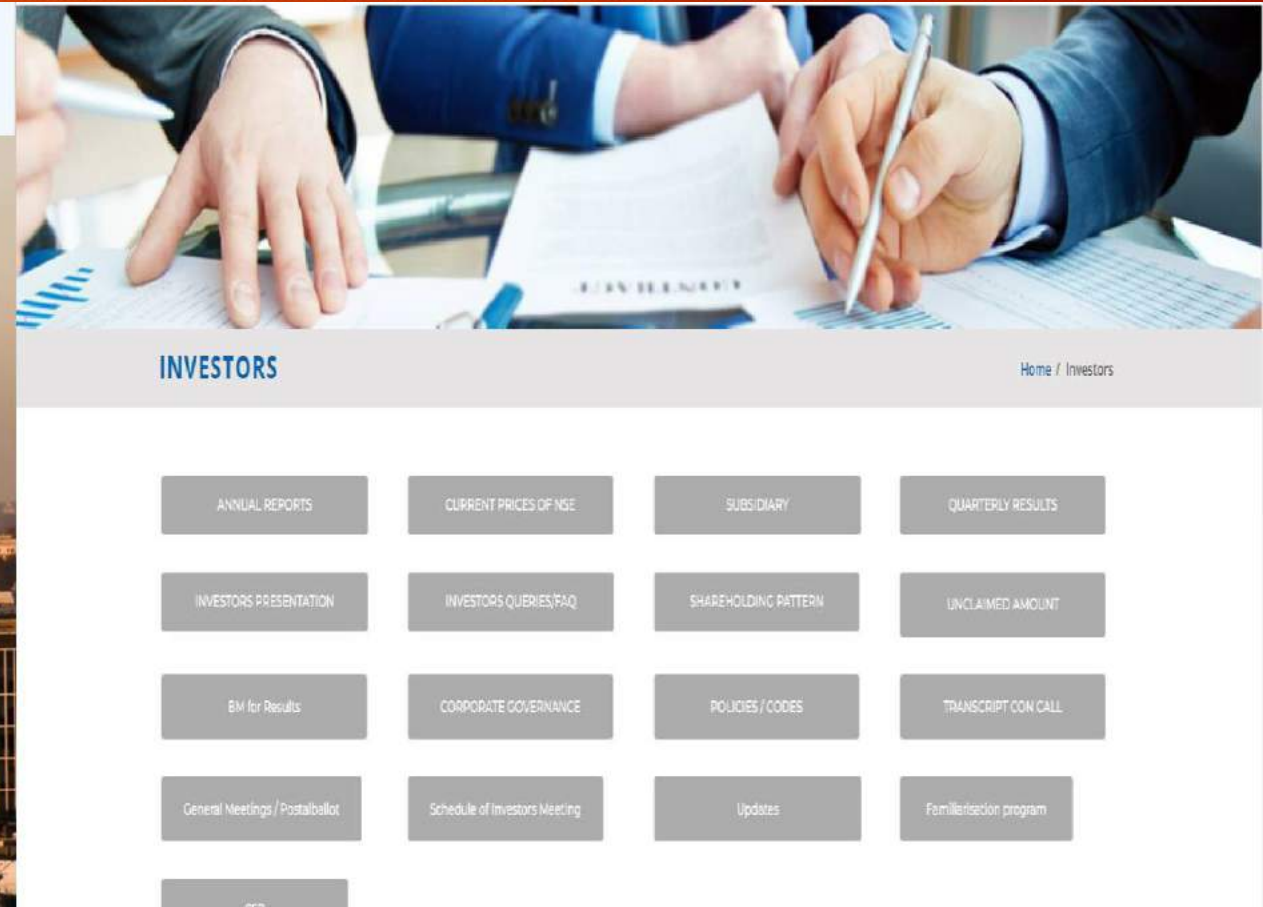 INVESTORS
Home / Investors
ANNUAL REPORTS
CURRENT PRICES OF NSE
SUBSIDIARY
QUARTERLY RESULTS
INVESTORS PRESENTATION
INVESTORS QUERIES/FAQ
SHAREHOLDING PATTERN
UNCLAIMED AMOUNT
BM for Results
CORPORATE GOVERNANCE
POLICIES / CODES
TRANSCRIPT CON CALL
General Meetings / Postalballot
Schedule of Investors Meeting
Updates
Familiarisation program